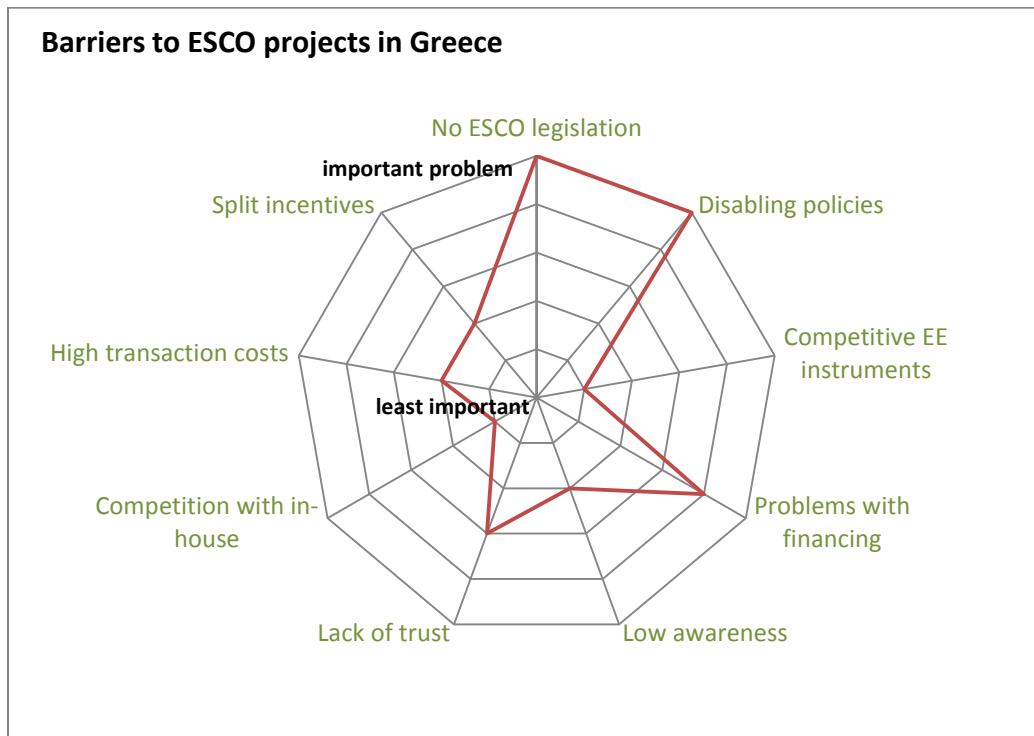 Barriers to ESCO projects in Greece
No ESCO legislation
important problem
Split incentives
Disabling policies
High transaction costs
Competitive EE
instruments
least important
Competition with in-
house
Problems with
financing
Lack of trust
Low awareness